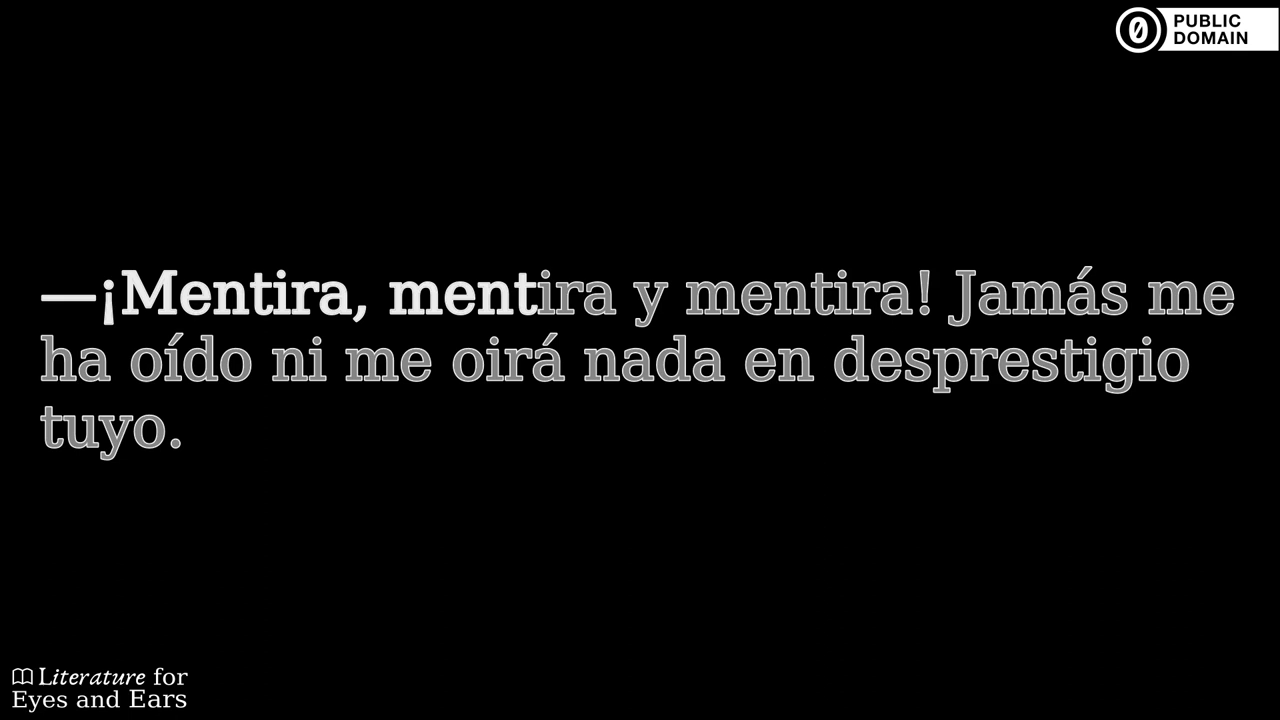 PUBLIC
DOMAIN
—¡Mentira, mentira y mentira! Jamás me
ha oído ni me oirá nada en desprestigio
tuyo.
Literature for
Eyes and Ears